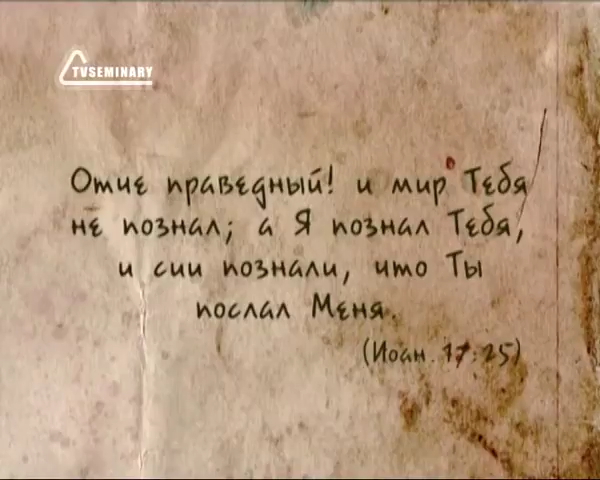 TVSEMINARY
Отче праведный! и мир Тебя
не познал; а Я познал Тебя,
и сии познали, что Ты
послал Меня.
(Иоан. 17:25)